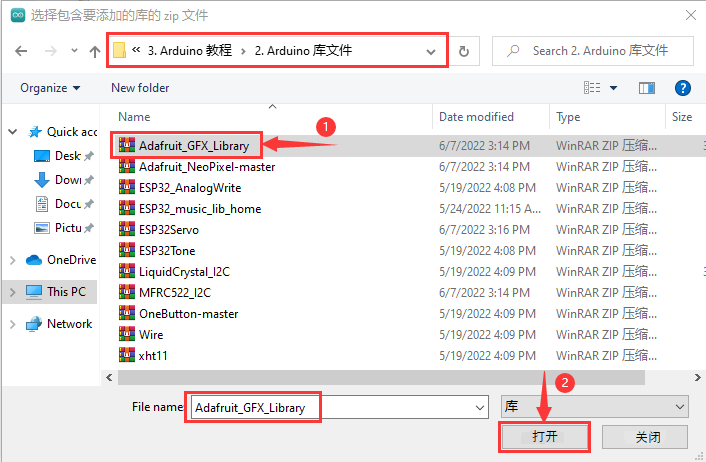 选择包含要添加的库的 zip 文件
« 3. Arduino 教程 › 2. Arduino 库文件
Search 2. Arduino 库文件
Organize New folder
Name Date modified Type Size
Quick acc
Desk
Down
Docu
Pictu
OneDrive
This PC
Network
Adafruit_GFX_Library 6/7/2022 3:14 PM WinRAR ZIP 压缩...
Adafruit_NeoPixel-master 6/7/2022 3:14 PM WinRAR ZIP 压缩...
ESP32_AnalogWrite 5/19/2022 4:08 PM WinRAR ZIP 压缩...
ESP32_music_lib_home 5/24/2022 11:15 A... WinRAR ZIP 压缩...
ESP32Servo 6/7/2022 3:16 PM WinRAR ZIP 压缩...
ESP32Tone 5/19/2022 4:08 PM WinRAR ZIP 压缩...
LiquidCrystal_I2C 5/19/2022 4:09 PM WinRAR ZIP 压缩...
MFRC522_I2C 6/7/2022 3:14 PM WinRAR ZIP 压缩...
OneButton-master 5/19/2022 4:09 PM WinRAR ZIP 压缩...
Wire 5/19/2022 4:09 PM WinRAR ZIP 压缩...
xht11 5/19/2022 4:09 PM WinRAR ZIP 压缩...
1
2
File name: Adafruit_GFX_Library 库
打开 关闭